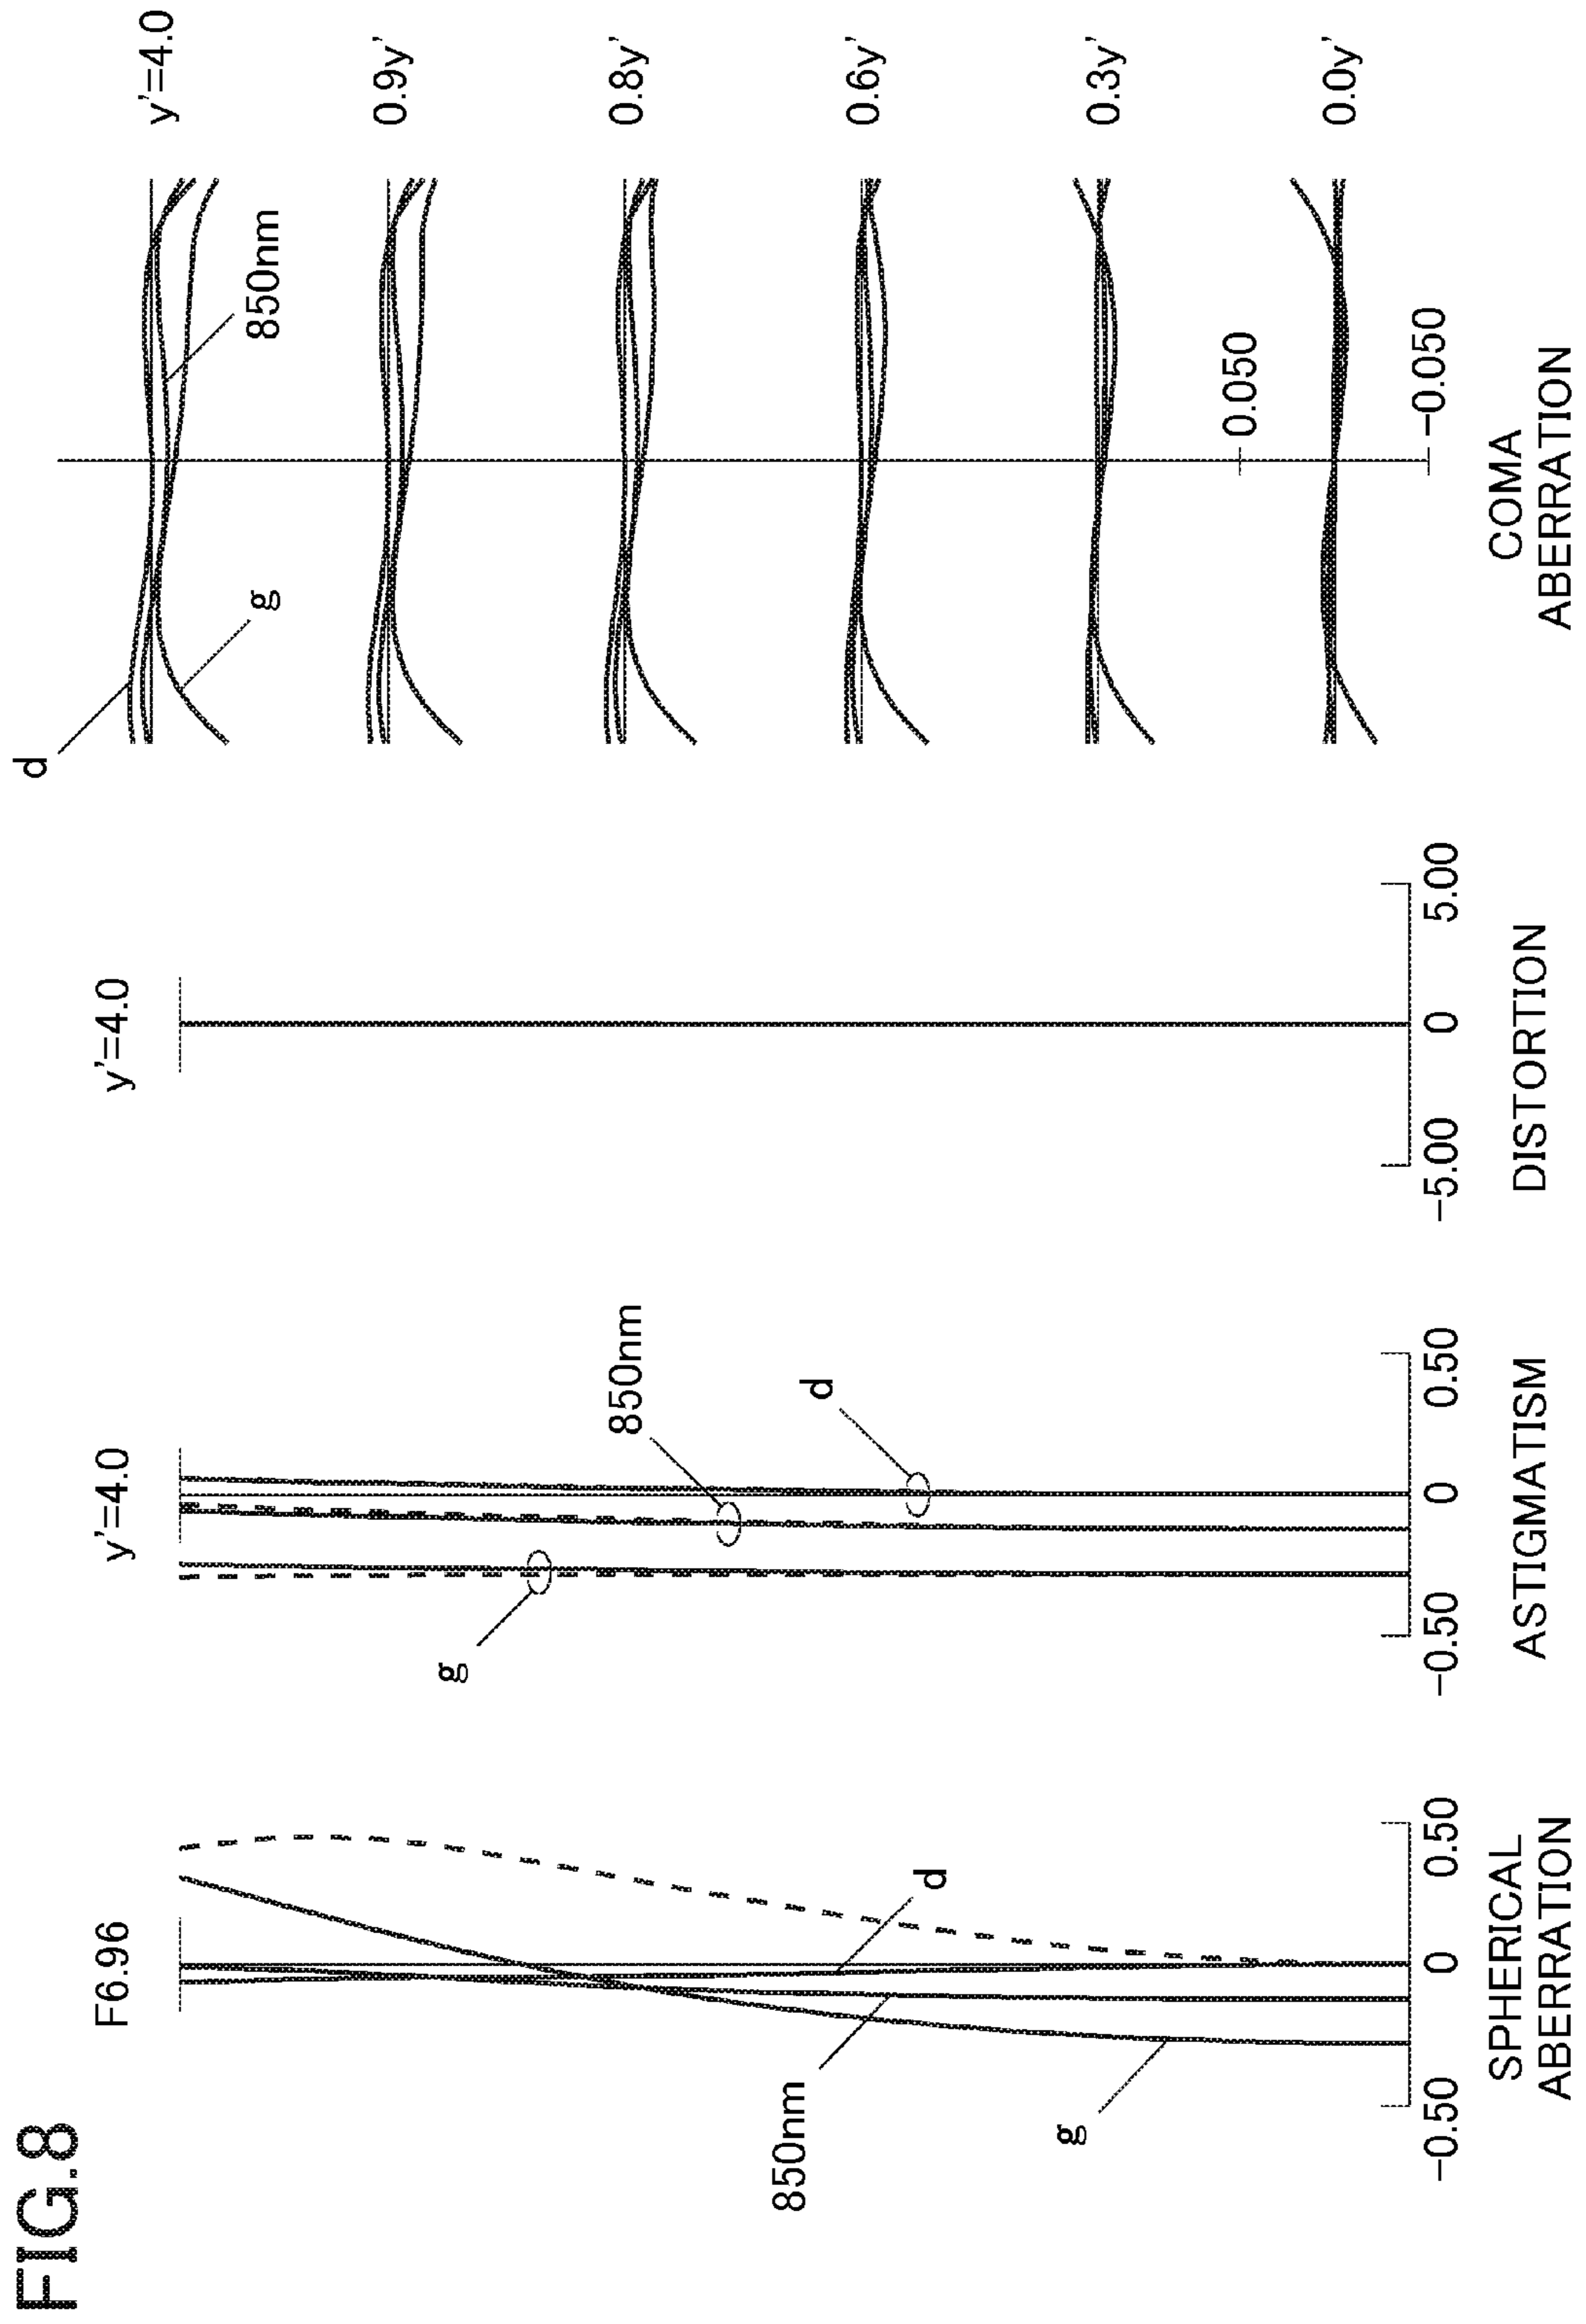 FIG.8
F6.96
850nm
d
g
-0.50
0
0.50
SPHERICAL
ABERRATION
y'=4.0
g
850nm
d
-0.50
0
0.50
ASTIGMATISM
y'=4.0
-5.00
0
5.00
DISTORTION
d
g
850nm
y'=4.0
0.9y'
0.8y'
0.6y'
0.3y'
0.050
0.0y'
-0.050
COMA
ABERRATION